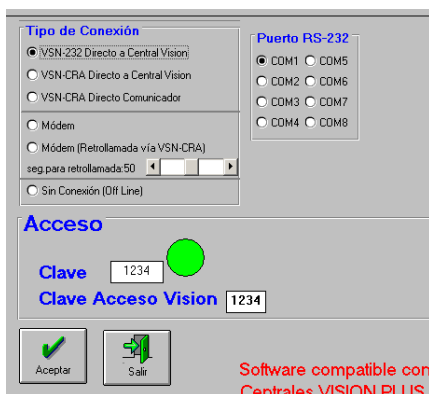 Tipo de Conexión
VSN-232 Directo a Central Vision
VSN-CRA Directo a Central Vision
VSN-CRA Directo Comunicador
Módem
Módem (Retrollamada vía VSN-CRA)
seg.para retrollamada:50
Sin Conexión (Off Line)
Puerto RS-232
COM1 COM5
COM2 COM6
COM3 COM7
COM4 COM8
Acceso
Clave 1234
Clave Acceso Vision 1234
Aceptar
Salir
Software compatible con
Centrales VISION PLUS